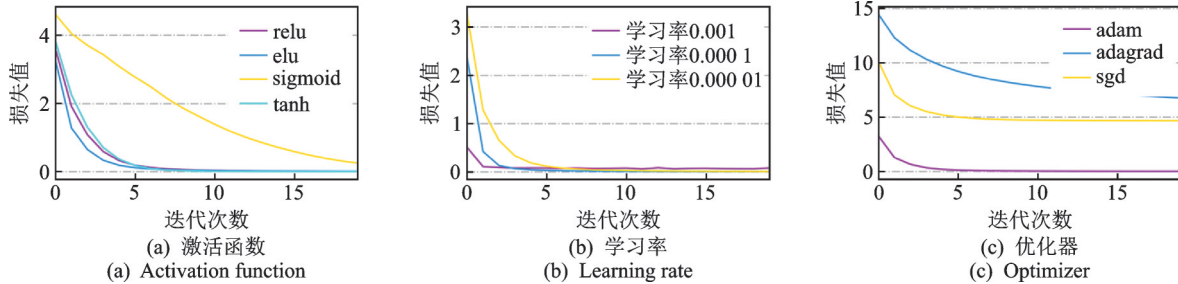 损失值
4
2
0
relu
elu
sigmoid
tanh
0 5 10 15
迭代次数
(a) 激活函数
(a) Activation function
损失值
3
2
1
0
学习率0.001
学习率0.000 1
学习率0.000 01
0 5 10 15
迭代次数
(b) 学习率
(b) Learning rate
损失值
15
10
5
0
adam
adagrad
sgd
0 5 10 15
迭代次数
(c) 优化器
(c) Optimizer